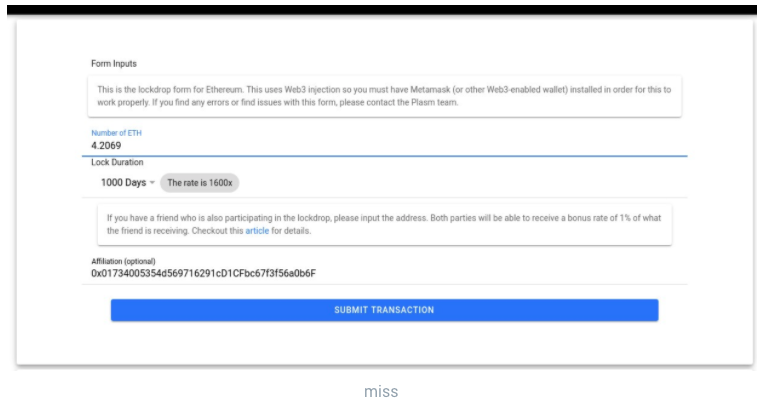 Form Inputs
This is the lockdrop form for Ethereum. This uses Web3 injection so you must have Metamask (or other Web3-enabled wallet) installed in order for this to
work properly. If you find any errors or find issues with this form, please contact the Plasm team.
Number of ETH
4.2069
Lock Duration
1000 Days
The rate is 1600x
If you have a friend who is also participating in the lockdrop, please input the address. Both parties will be able to receive a bonus rate of 1% of what
the friend is receiving. Checkout this article for details.
Affiliation (optional)
0x01734005354d569716291cD1CFbc67f3f56a0b6F
SUBMIT TRANSACTION
miss